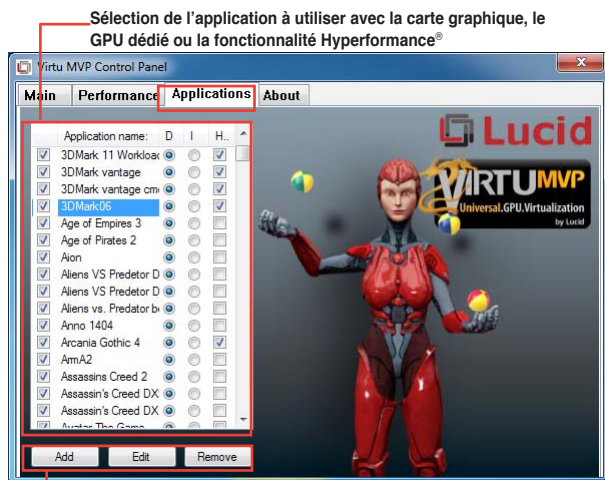 Sélection de l'application à utiliser avec la carte graphique, le
GPU dédié ou la fonctionnalité Hyperformance®
Virtu MVP Control Panel
Main Performance Applications About
Application name: D I H..
3DMark 11 Workloac
3DMark vantage
3DMark vantage cm
3DMark06
Age of Empires 3
Age of Pirates 2
Aion
Aliens VS Predetor D
Aliens VS Predetor D
Aliens vs. Predator b
Anno 1404
Arcania Gothic 4
ArmA2
Assassins Creed 2
Assassin's Creed DX
Assassin's Creed DX
Avatar The Game
Add Edit Remove
Lucid
VIRTU MVP
Universal.GPU.Virtualization
by Lucid